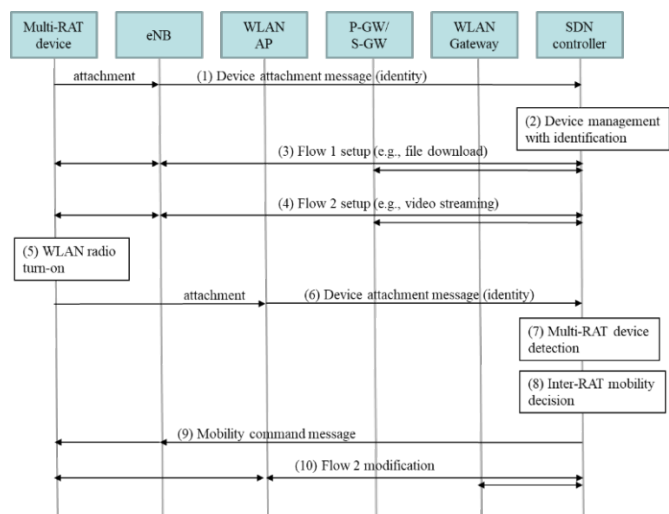 Multi-RAT
device
eNB
WLAN
AP
P-GW/
S-GW
WLAN
Gateway
SDN
controller
attachment
(1) Device attachment message (identity)
(2) Device management
with identification
(3) Flow 1 setup (e.g., file download)
(4) Flow 2 setup (e.g., video streaming)
(5) WLAN radio
turn-on
attachment
(6) Device attachment message (identity)
(7) Multi-RAT device
detection
(8) Inter-RAT mobility
decision
(9) Mobility command message
(10) Flow 2 modification